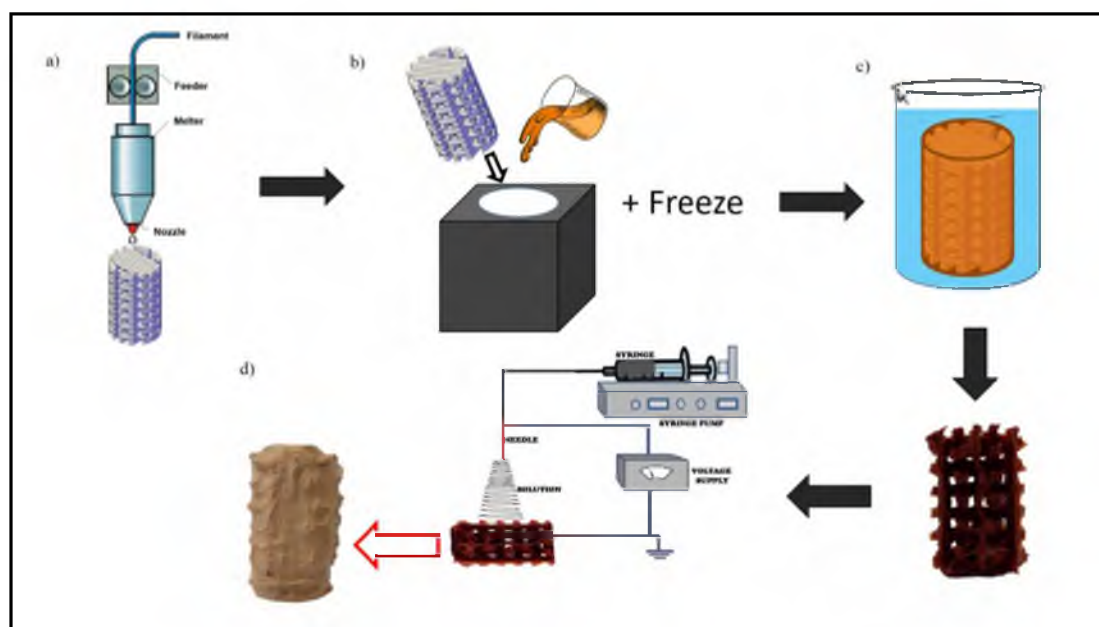 a)
Filament
Feeder
Melter
Nozzle
b)
+ Freeze
c)
d)
SYRINGE
SYRINGE PUMP
NEEDLE
SOLUTION
VOLTAGE
SUPPLY